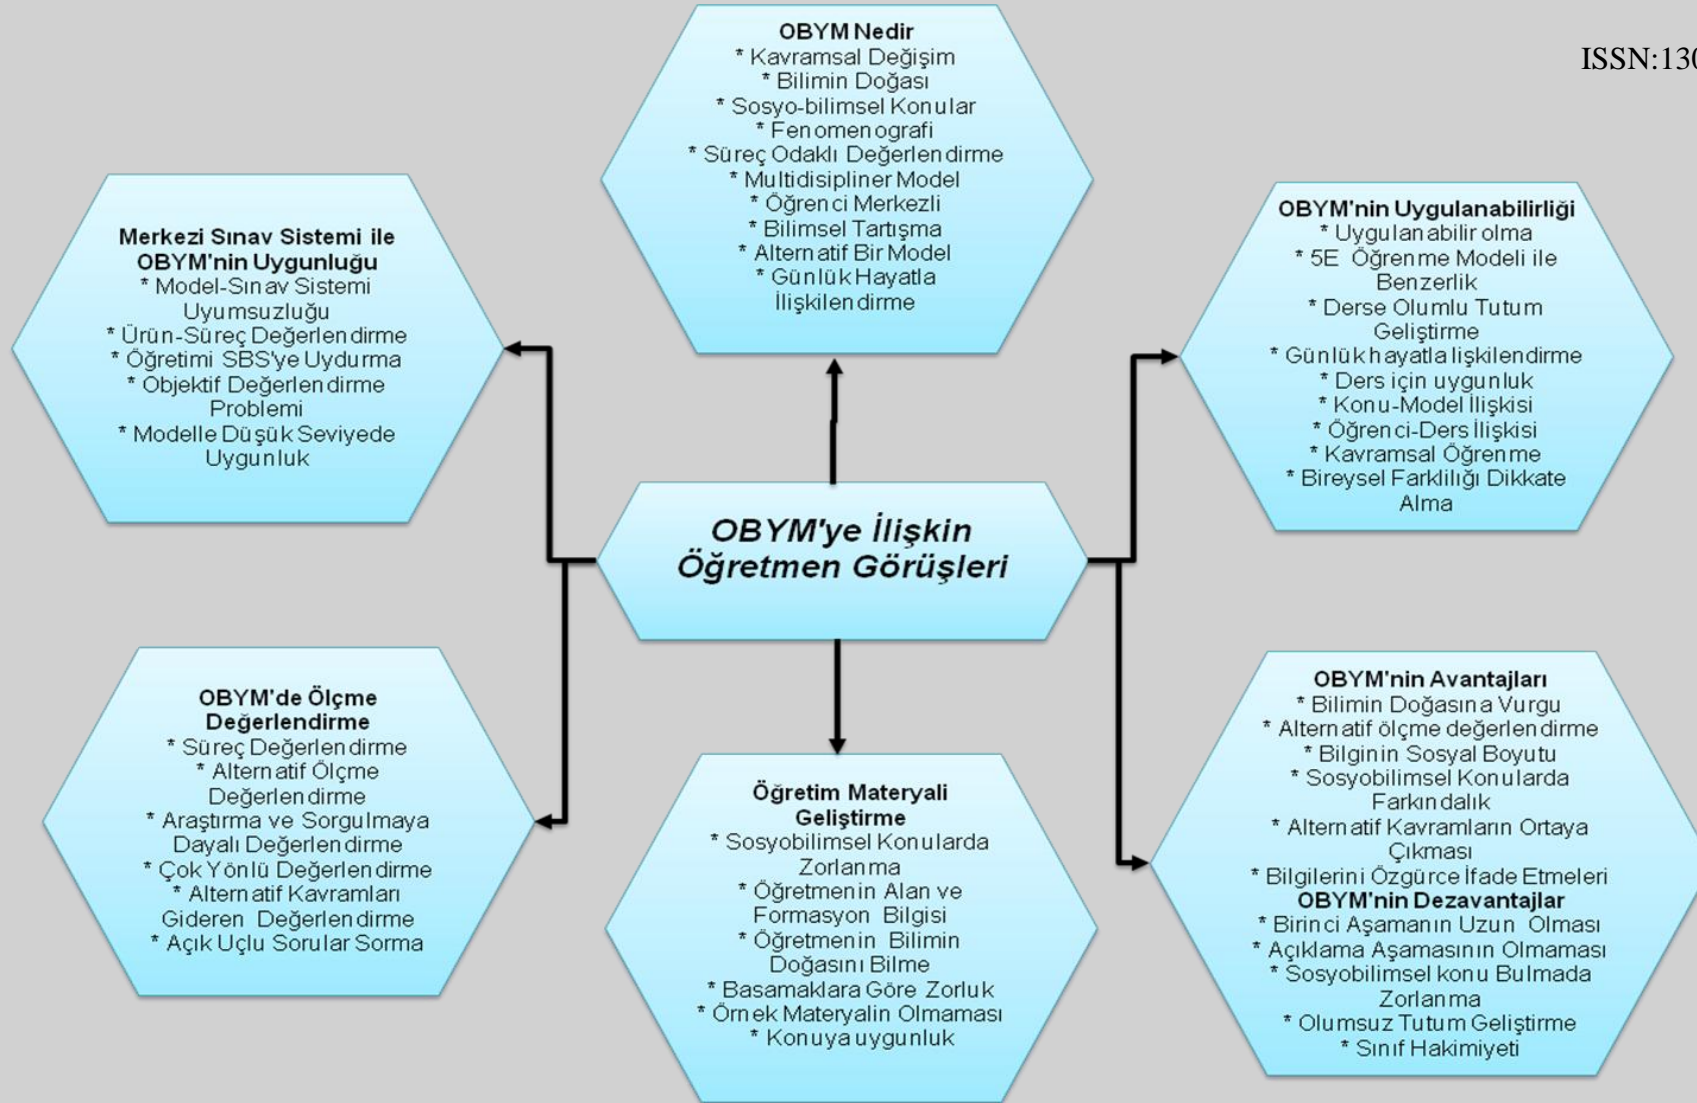 ISSN:130
OBYM Nedir
* Kavramsal Değişim
* Bilimin Doğası
* Sosyo-bilimsel Konular
* Fenomenografi
* Süreç Odaklı Değerlendirme
* Multidisipliner Model
* Öğrenci Merkezli
* Bilimsel Tartışma
* Alternatif Bir Model
* Günlük Hayatla
İlişkilendirme
Merkezi Sınav Sistemi ile
OBYM'nin Uygunluğu
* Model-Sınav Sistemi
Uyumsuzluğu
* Ürün-Süreç Değerlendirme
* Öğretimi SBS'ye Uydurma
* Objektif Değerlendirme
Problemi
* Modelle Düşük Seviyede
Uygunluk
OBYM'nin Uygulanabilirliği
* Uygulanabilir olma
* 5E Öğrenme Modeli ile
Benzerlik
* Derse Olumlu Tutum
Geliştirme
* Günlük hayatla lişkilendirme
* Ders için uygunluk
* Konu-Model İlişkisi
* Öğrenci-Ders İlişkisi
* Kavramsal Öğrenme
* Bireysel Farkliliğı Dikkate
Alma
OBYM'ye İlişkin
Öğretmen Görüşleri
OBYM'de Ölçme
Değerlendirme
* Süreç Değerlendirme
* Alternatif Ölçme
Değerlendirme
* Araştırma ve Sorgulmaya
Dayalı Değerlendirme
* Çok Yönlü Değerlendirme
* Alternatif Kavramları
Gideren Değerlendirme
* Açık Uçlu Sorular Sorma
Öğretim Materyali
Geliştirme
* Sosyobilimsel Konularda
Zorlanma
* Öğretmenin Alan ve
Formasyon Bilgisi
* Öğretmenin Bilimin
Doğasını Bilme
* Basamaklara Göre Zorluk
* Örnek Materyalin Olmaması
* Konuya uygunluk
OBYM'nin Avantajları
* Bilimin Doğasına Vurgu
* Alternatif ölçme değerlendirme
* Bilginin Sosyal Boyutu
* Sosyobilimsel Konularda
Farkındalık
* Alternatif Kavramların Ortaya
Çıkması
* Bilgilerini Özgürce İfade Etmeleri
OBYM'nin Dezavantajlar
* Birinci Aşamanın Uzun Olması
* Açıklama Aşamasının Olmaması
* Sosyobilimsel konu Bulmada
Zorlanma
* Olumsuz Tutum Geliştirme
* Sınıf Hakimiyeti